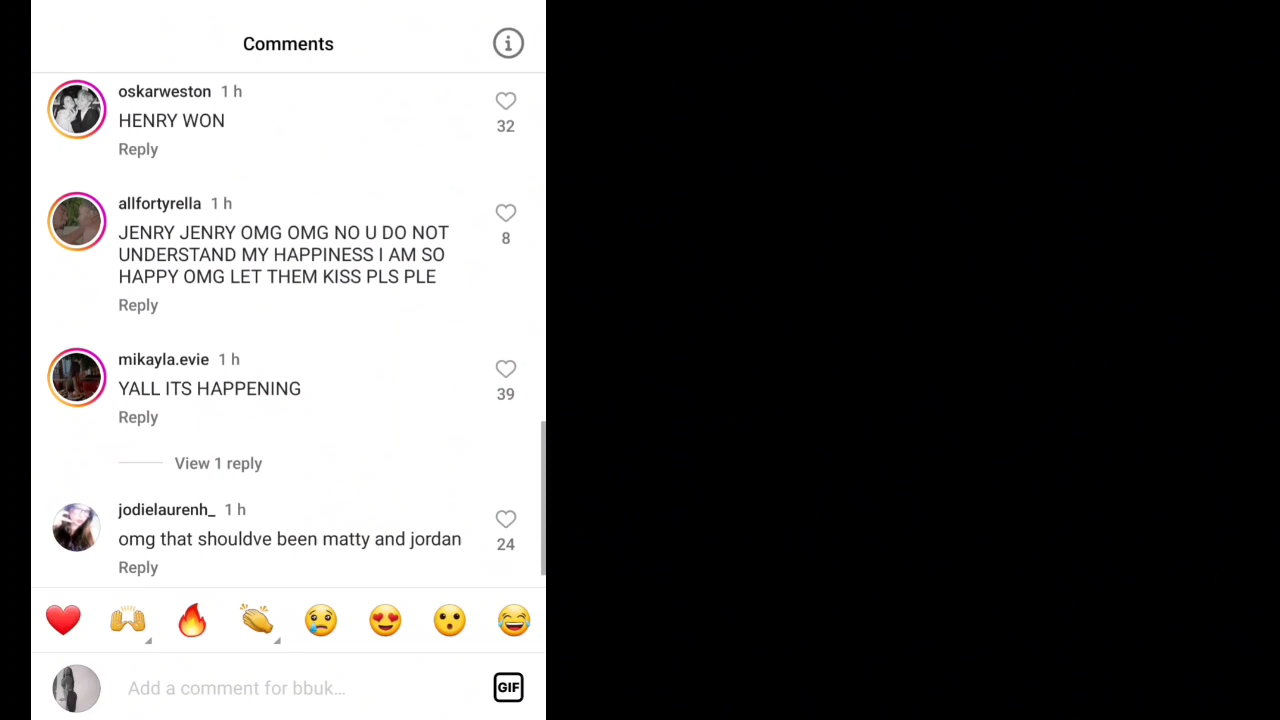 Comments
oskarweston 1 h
HENRY WON
32
Reply
allfortyrella 1 h
JENRY JENRY OMG OMG NO U DO NOT
UNDERSTAND MY HAPPINESS I AM SO
HAPPY OMG LET THEM KISS PLS PLE
8
Reply
mikayla.evie 1 h
YALL ITS HAPPENING
39
Reply
View 1 reply
jodielaurenh_ 1 h
omg that shouldve been matty and jordan
24
Reply
Add a comment for bbuk...
GIF